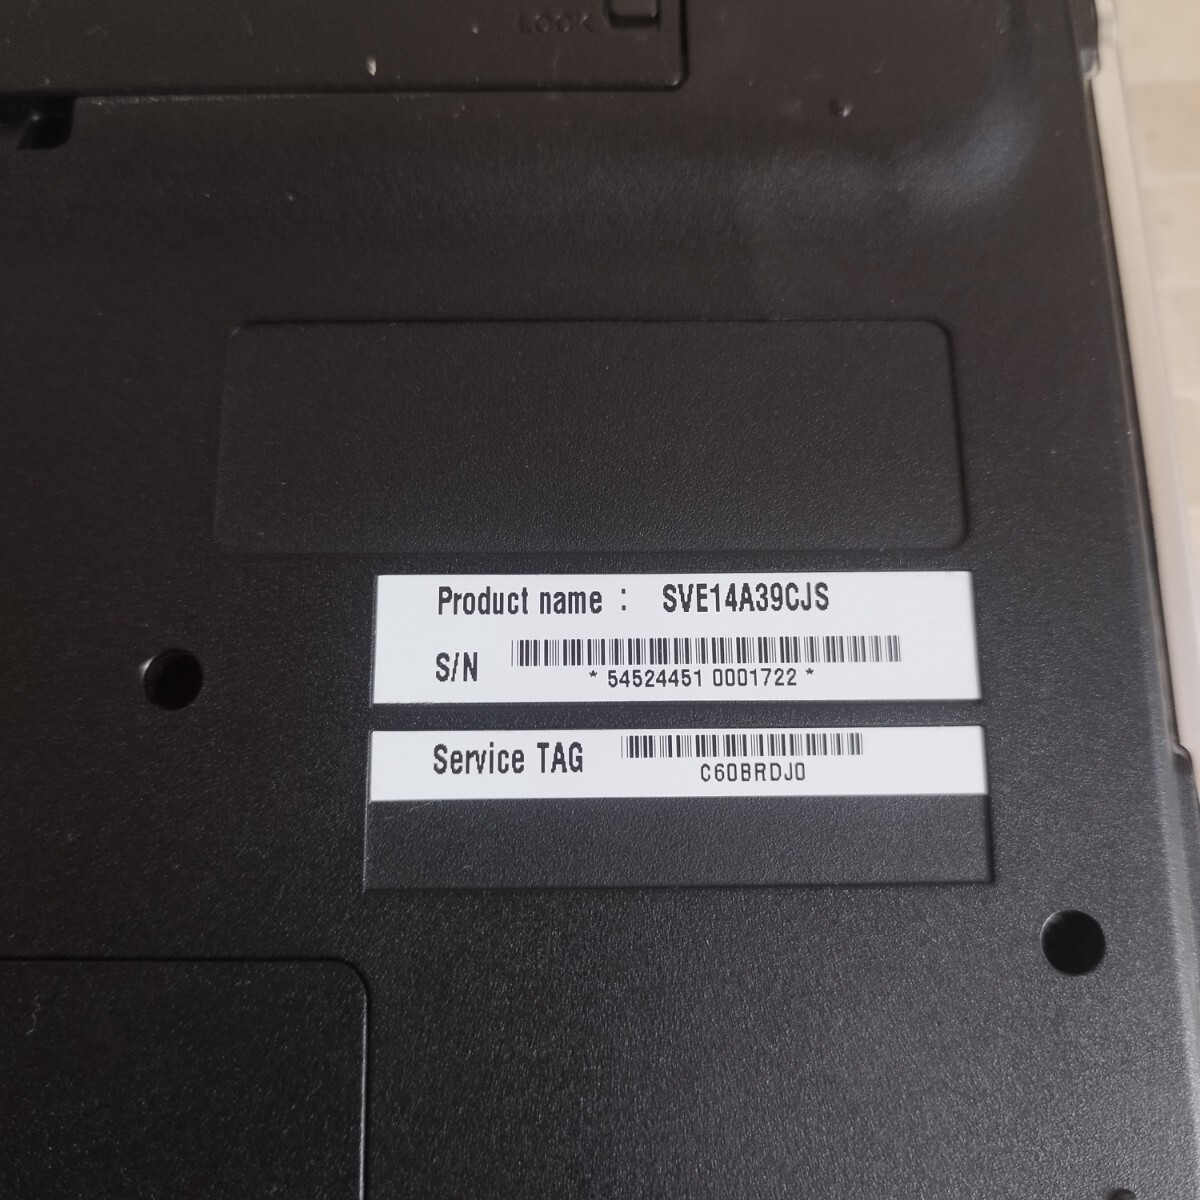 LOCK
Product name : SVE14A39CJS
S/N
* 54524451 0001722 *
Service TAG
C60BRDJ0